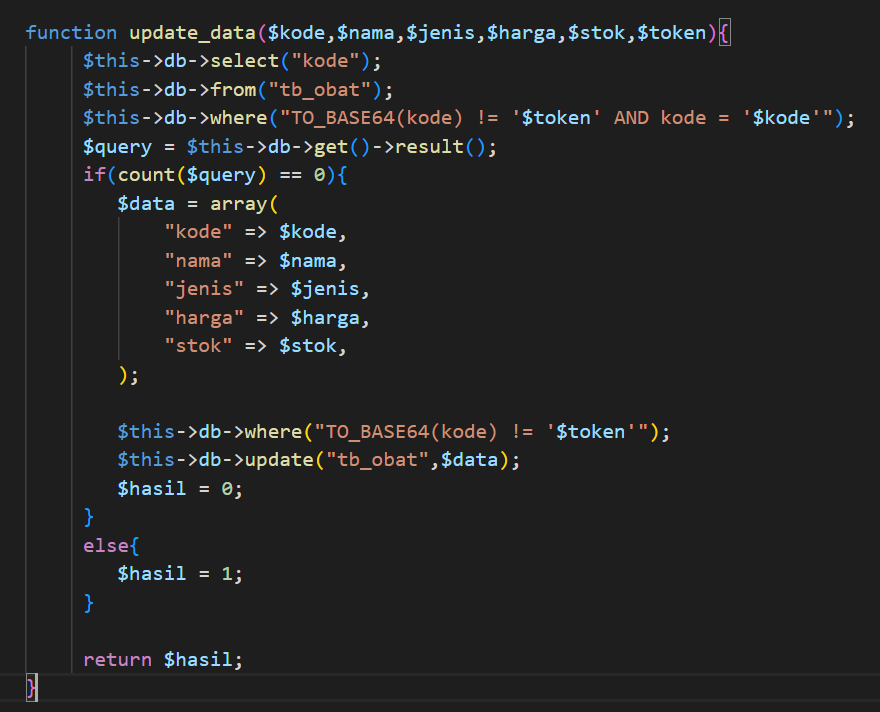 function update_data($kode,$nama,$jenis,$harga,$stok,$token){
$this->db->select("kode");
$this->db->from("tb_obat");
$this->db->where("TO_BASE64(kode) != '$token' AND kode = '$kode'");
$query = $this->db->get()->result();
if(count($query) == 0){
$data = array(
"kode" => $kode,
"nama" => $nama,
"jenis" => $jenis,
"harga" => $harga,
"stok" => $stok,
);
$this->db->where("TO_BASE64(kode) != '$token'");
$this->db->update("tb_obat",$data);
$hasil = 0;
}
else{
$hasil = 1;
}
return $hasil;
}